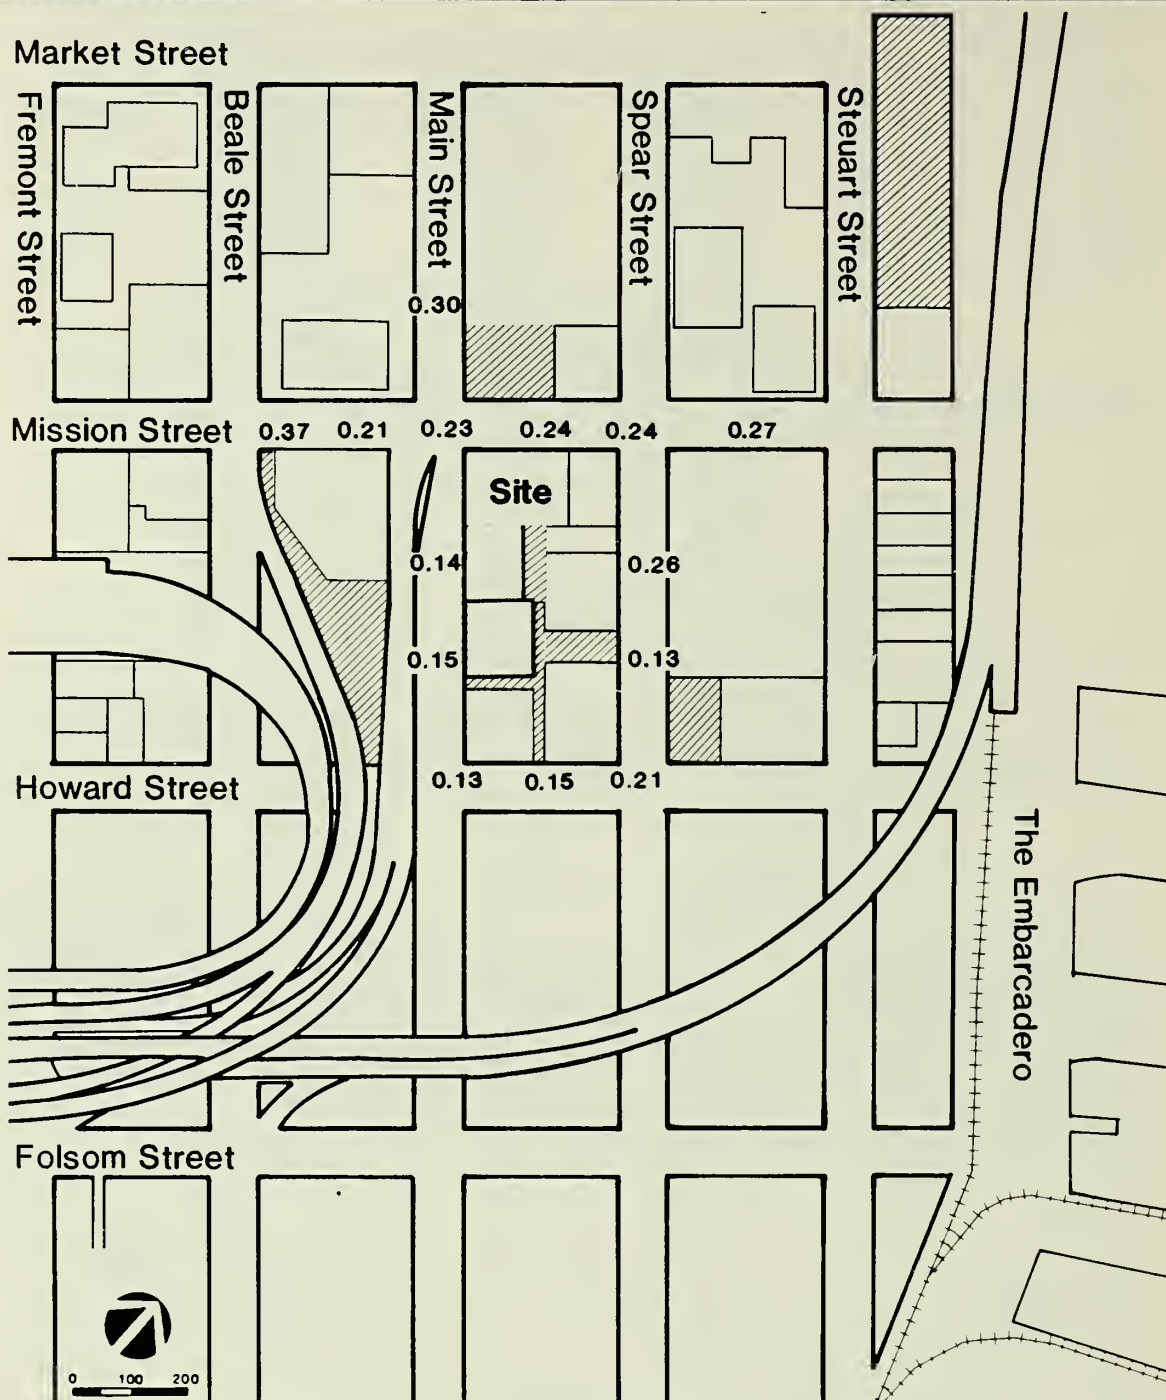 Market Street
Fremont Street
Beale Street
Main Street
Spear Street
Steuart Street
0.30
Mission Street
0.37
0.21
0.23
0.24
0.24
0.27
Site
0.14
0.26
0.15
0.13
Howard Street
0.13
0.15
0.21
The Embarcadero
Folsom Street
0 100 200